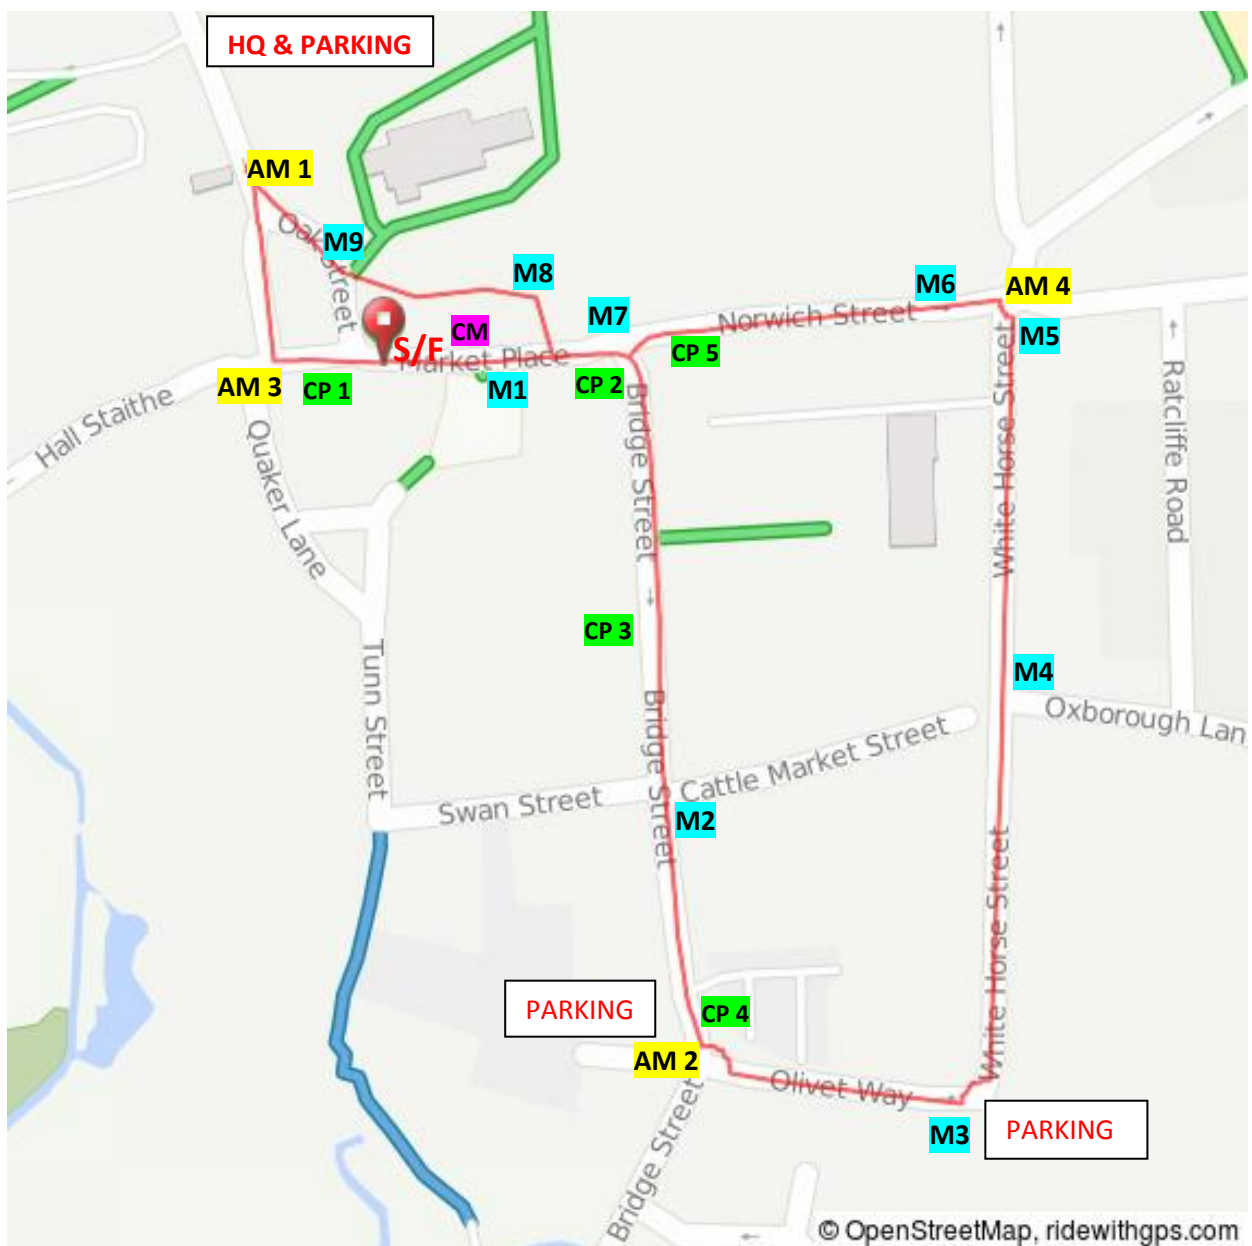 HQ & PARKING
AM 1
Oak Street
M9
M8
M7
M6
AM 4
Norwich Street
M5
CM
S/F
Market Place
CP 5
CP 2
AM 3
CP 1
M1
Hall Staithe
Quaker Lane
Bridge Street
White Horse Street
Ratcliffe Road
CP 3
Tunn Street
Bridge Street
M4
Oxborough Lan
Cattle Market Street
Swan Street
M2
White Horse Street
PARKING
CP 4
AM 2
Olivet Way
M3
PARKING
Bridge Street
© OpenStreetMap, ridewithgps.com